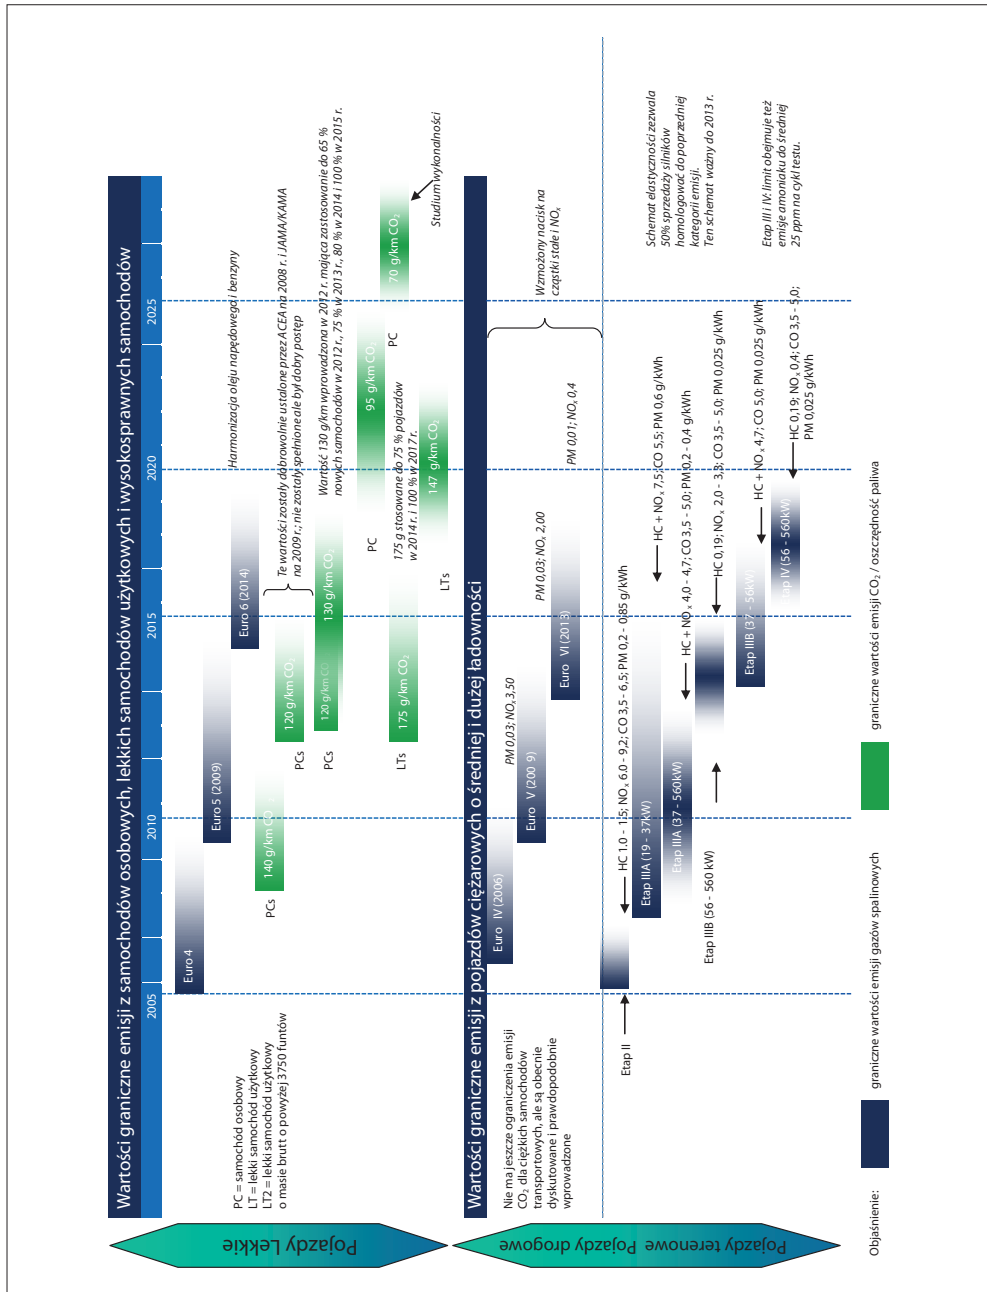 Wartości graniczne emisji z samochodów osobowych, lekkich samochodów użytkowych i wysokosprawnych samochodów
2005
2010
2015
2020
2025
Pojazdy Lekkie
PC = samochód osobowy
LT = lekki samochód użytkowy
LT2 = lekki samochód użytkowy
o masie brutt o powyżej 3750 funtów
Euro 4
Euro 5 (2009)
Euro 6 (2014)
Harmonizacja oleju napędowego i benzyny
140 g/km CO
PCs
120 g/km CO₂
PCs
Te wartości zostały dobrowolnie ustalone przez ACEA na 2008 r. i JAMA/KAMA
na 2009 r.; nie zostały spełnione ale był dobry postęp
120 g/km CO
130 g/km CO₂
PCs
Wartość 130 g/km wprowadzona w 2012 r. mająca zastosowanie do 65 %
nowych samochodów w 2012 r., 75 % w 2013 r., 80 % w 2014 i 100 % w 2015 r.
95 g/km CO₂
PC
70 g/km CO₂
PC
Studium wykonalności
175 g/km CO₂
LTs
175 g stosowane do 75 % pojazdów
w 2014 r. i 100 % w 2017 r.
147 g/km CO₂
LTs
Wartości graniczne emisji z pojazdów ciężarowych o średniej i dużej ładowności
Pojazdy drogowe
Nie ma jeszcze ograniczenia emisji
CO₂ dla ciężkich samochodów
transportowych, ale są obecnie
dyskutowane i prawdopodobnie
wprowadzone
Euro IV (2006)
PM 0,03; NOₓ 3,50
Euro V (200 9)
PM 0,03; NOₓ 2,00
Euro VI (2013)
PM 0,01; NOₓ 0,4
Wzmożony nacisk na
cząstki stałe i NOₓ
Pojazdy terenowe
Etap II
HC 1.0 - 1.5; NOₓ 6.0 - 9,2; CO 3,5 - 6,5; PM 0,2 - 0,85 g/kWh
Etap IIIA (19 - 37kW)
HC + NOₓ 7,5; CO 5,5; PM 0,6 g/kWh
Etap IIIA (37 - 560kW)
HC + NOₓ 4,0 - 4,7; CO 3,5 - 5,0; PM 0,2 - 0,4 g/kWh
Etap IIIB (56 - 560 kW)
HC 0,19; NOₓ 2,0 - 3,3; CO 3,5 - 5,0; PM 0,025 g/kWh
Etap IIIB (37 - 56kW)
HC + NOₓ 4,7; CO 5,0; PM 0,025 g/kWh
tap IV (56 - 560kW)
HC 0,19; NOₓ 0.4; CO 3,5 - 5,0;
PM 0,025 g/kWh
Schemat elastyczności zezwala
50% sprzedaży silników
homologować do poprzedniej
kategorii emisji.
Ten schemat ważny do 2013 r.
Etap III i IV: limit obejmuje też
emisje amoniaku do średniej
25 ppm na cykl testu.
Objaśnienie:
graniczne wartości emisji gazów spalinowych
graniczne wartości emisji CO₂ / oszczędność paliwa